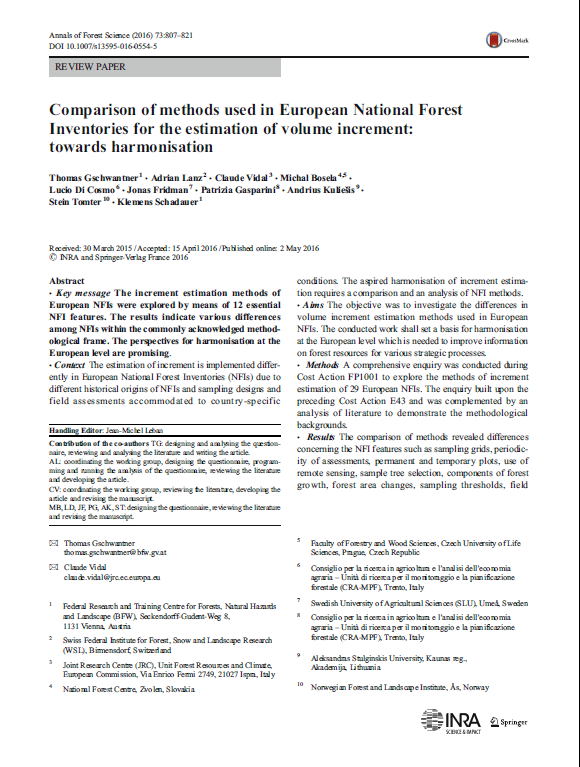 Annals of Forest Science (2016) 73:807–821
DOI 10.1007/s13595-016-0554-5
CrossMark
REVIEW PAPER
Comparison of methods used in European National Forest
Inventories for the estimation of volume increment:
towards harmonisation
Thomas Gschwantner1 · Adrian Lanz2 · Claude Vidal3 · Michal Bosela4,5 ·
Lucio Di Cosmo6 · Jonas Fridman7 · Patrizia Gasparini8 · Andrius Kuliešis9 ·
Stein Tomter10 · Klemens Schadauer1
Received: 30 March 2015 / Accepted: 15 April 2016 / Published online: 2 May 2016
© INRA and Springer-Verlag France 2016
Abstract
• Key message The increment estimation methods of
European NFIs were explored by means of 12 essential
NFI features. The results indicate various differences
among NFIs within the commonly acknowledged method-
ological frame. The perspectives for harmonisation at the
European level are promising.
• Context The estimation of increment is implemented differ-
ently in European National Forest Inventories (NFIs) due to
different historical origins of NFIs and sampling designs and
field assessments accommodated to country-specific
conditions. The aspired harmonisation of increment estima-
tion requires a comparison and an analysis of NFI methods.
• Aims The objective was to investigate the differences in
volume increment estimation methods used in European
NFIs. The conducted work shall set a basis for harmonisation
at the European level which is needed to improve information
on forest resources for various strategic processes.
• Methods A comprehensive enquiry was conducted during
Cost Action FP1001 to explore the methods of increment
estimation of 29 European NFIs. The enquiry built upon the
preceding Cost Action E43 and was complemented by an
analysis of literature to demonstrate the methodological
backgrounds.
• Results The comparison of methods revealed differences
concerning the NFI features such as sampling grids, periodic-
ity of assessments, permanent and temporary plots, use of
remote sensing, sample tree selection, components of forest
growth, forest area changes, sampling thresholds, field
Handling Editor: Jean-Michel Leban
Contribution of the co-authors TG: designing and analysing the question-
naire, reviewing and analysing the literature and writing the article.
AL: coordinating the working group, designing the questionnaire, program-
ming and running the analysis of the questionnaire, reviewing the literature
and developing the article.
CV: coordinating the working group, reviewing the literature, developing the
article and revising the manuscript.
MB, LD, JF, PG, AK, ST: designing the questionnaire, reviewing the literature
and revising the manuscript.
Thomas Gschwantner
thomas.gschwantner@bfw.gv.at
Claude Vidal
claude.vidal@jrc.ec.europa.eu
1 Federal Research and Training Centre for Forests, Natural Hazards
and Landscape (BFW), Seckendorff-Gudent-Weg 8,
1131 Vienna, Austria
2 Swiss Federal Institute for Forest, Snow and Landscape Research
(WSL), Birmensdorf, Switzerland
3 Joint Research Centre (JRC), Unit Forest Resources and Climate,
European Commission, Via Enrico Fermi 2749, 21027 Ispra, Italy
4 National Forest Centre, Zvolen, Slovakia
5 Faculty of Forestry and Wood Sciences, Czech University of Life
Sciences, Prague, Czech Republic
6 Consiglio per la ricerca in agricoltura e l'analisi dell'economia
agraria – Unità di ricerca per il monitoraggio e la pianificazione
forestale (CRA-MPF), Trento, Italy
7 Swedish University of Agricultural Sciences (SLU), Umeå, Sweden
8 Consiglio per la ricerca in agricoltura e l'analisi dell'economia
agraria – Unità di ricerca per il monitoraggio e la pianificazione
forestale (CRA-MPF), Trento, Italy
9 Aleksandras Stulginskis University, Kaunas reg.,
Akademija, Lithuania
10 Norwegian Forest and Landscape Institute, Ås, Norway
INRA
SCIENCE & IMPACT
Springer